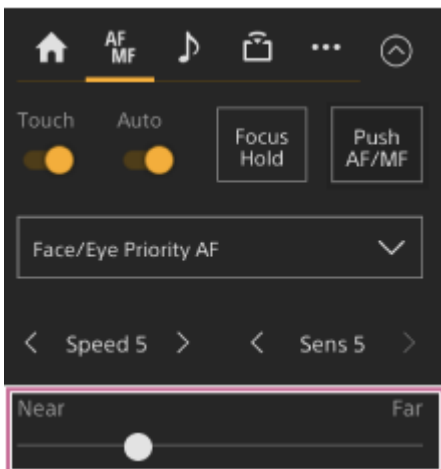 AF
MF
Touch Auto
Focus
Hold
Push
AF/MF
Face/Eye Priority AF
Speed 5 Sens 5
Near Far